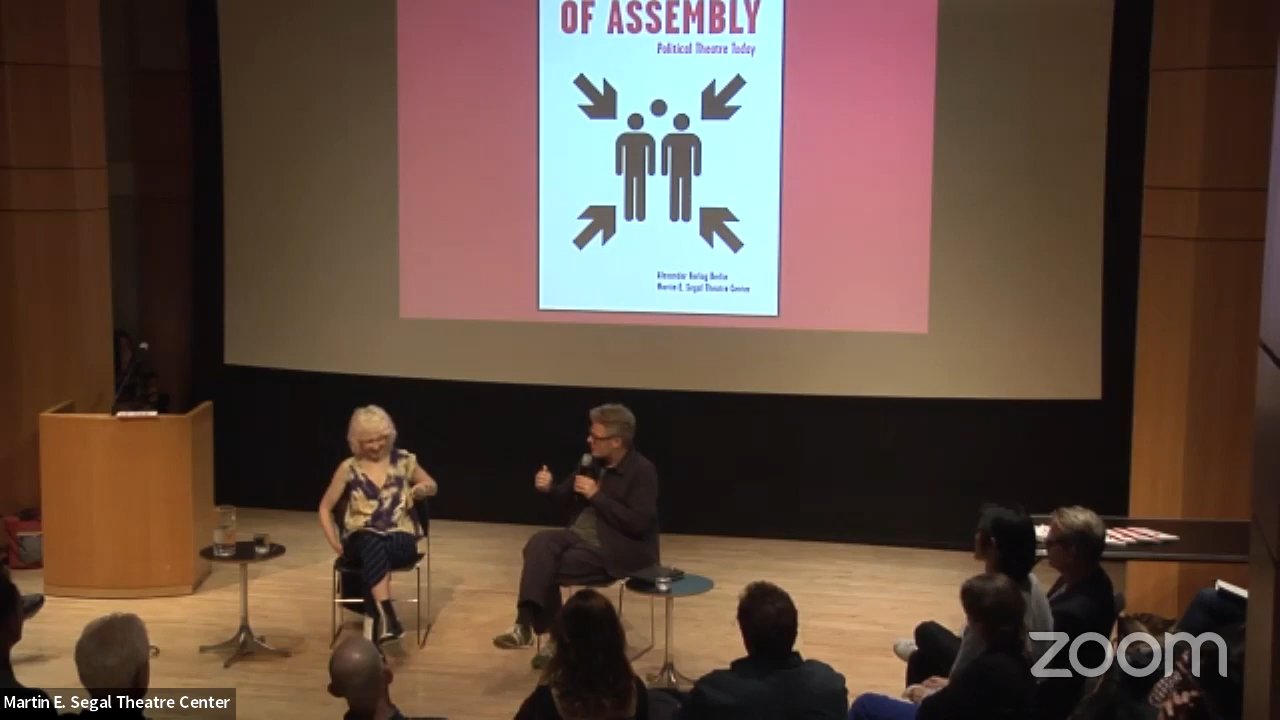 OF ASSEMBLY
Political Theatre Today
Alexander Verlag Berlin
Martin E. Segal Theatre Center
zoom
Martin E. Segal Theatre Center